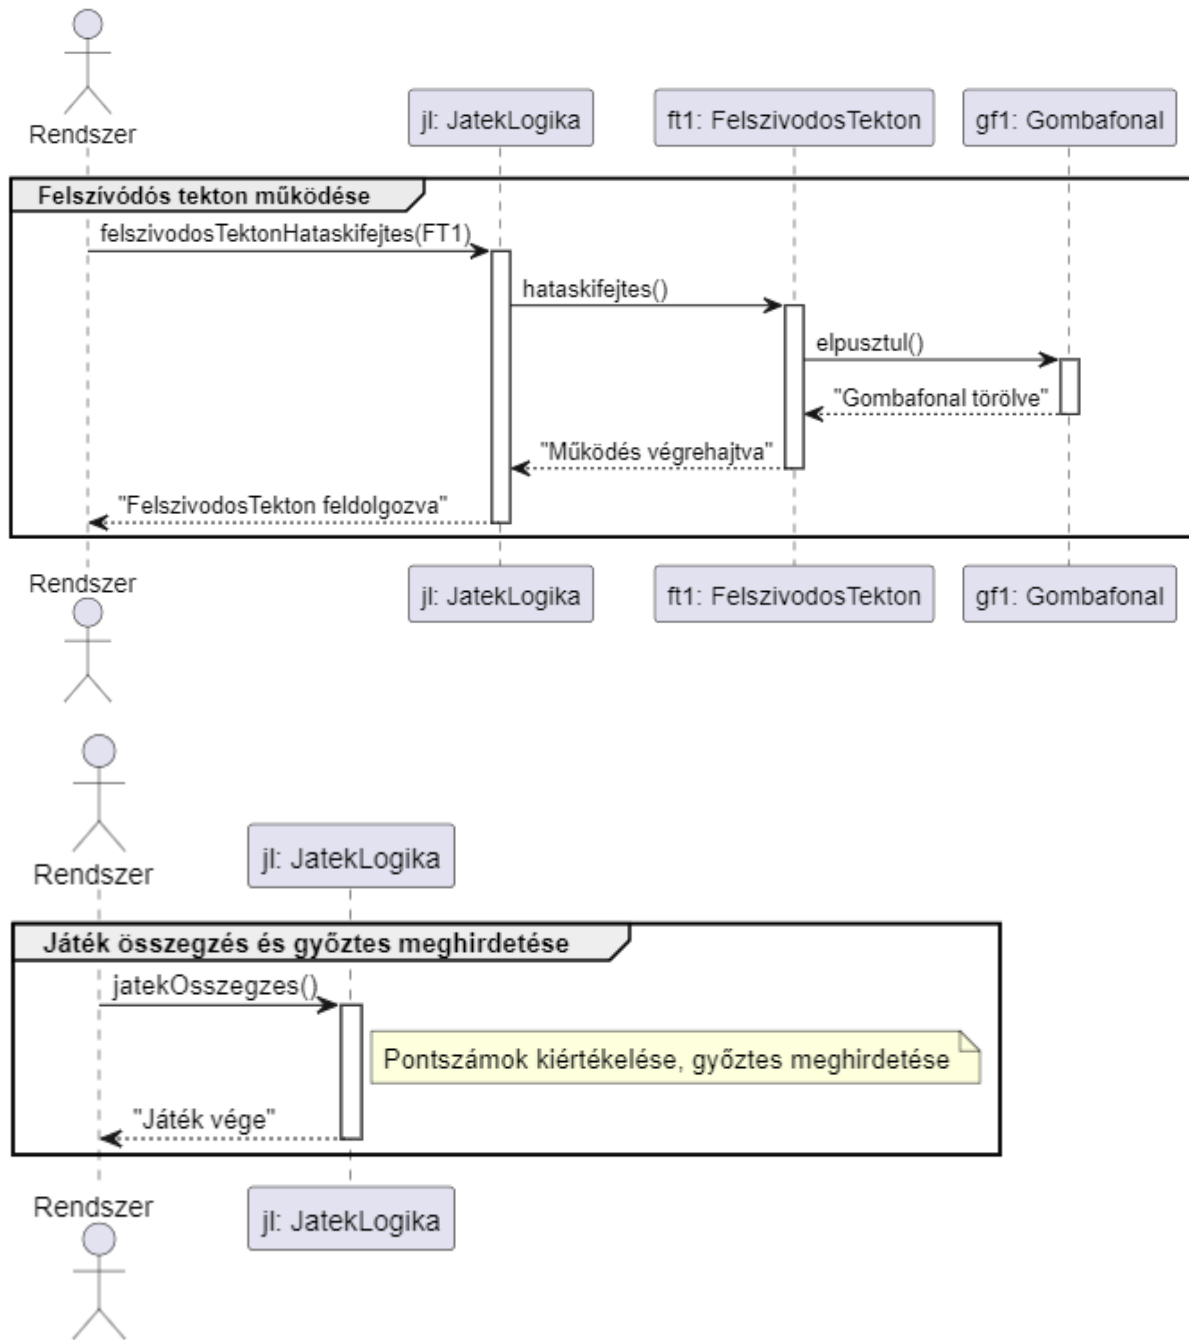 Rendszer
jl: JatekLogika
ft1: FelszivodosTekton
gf1: Gombafonal
Felszívódós tekton működése
felszivodosTektonHataskifejtes(FT1)
hataskifejtes()
elpusztul()
"Gombafonal törölve"
"Működés végrehajtva"
"FelszivodosTekton feldolgozva"
Rendszer
jl: JatekLogika
ft1: FelszivodosTekton
gf1: Gombafonal
Rendszer
jl: JatekLogika
Játék összegzés és győztes meghirdetése
jatekOsszegzes()
Pontszámok kiértékelése, győztes meghirdetése
"Játék vége"
Rendszer
jl: JatekLogika